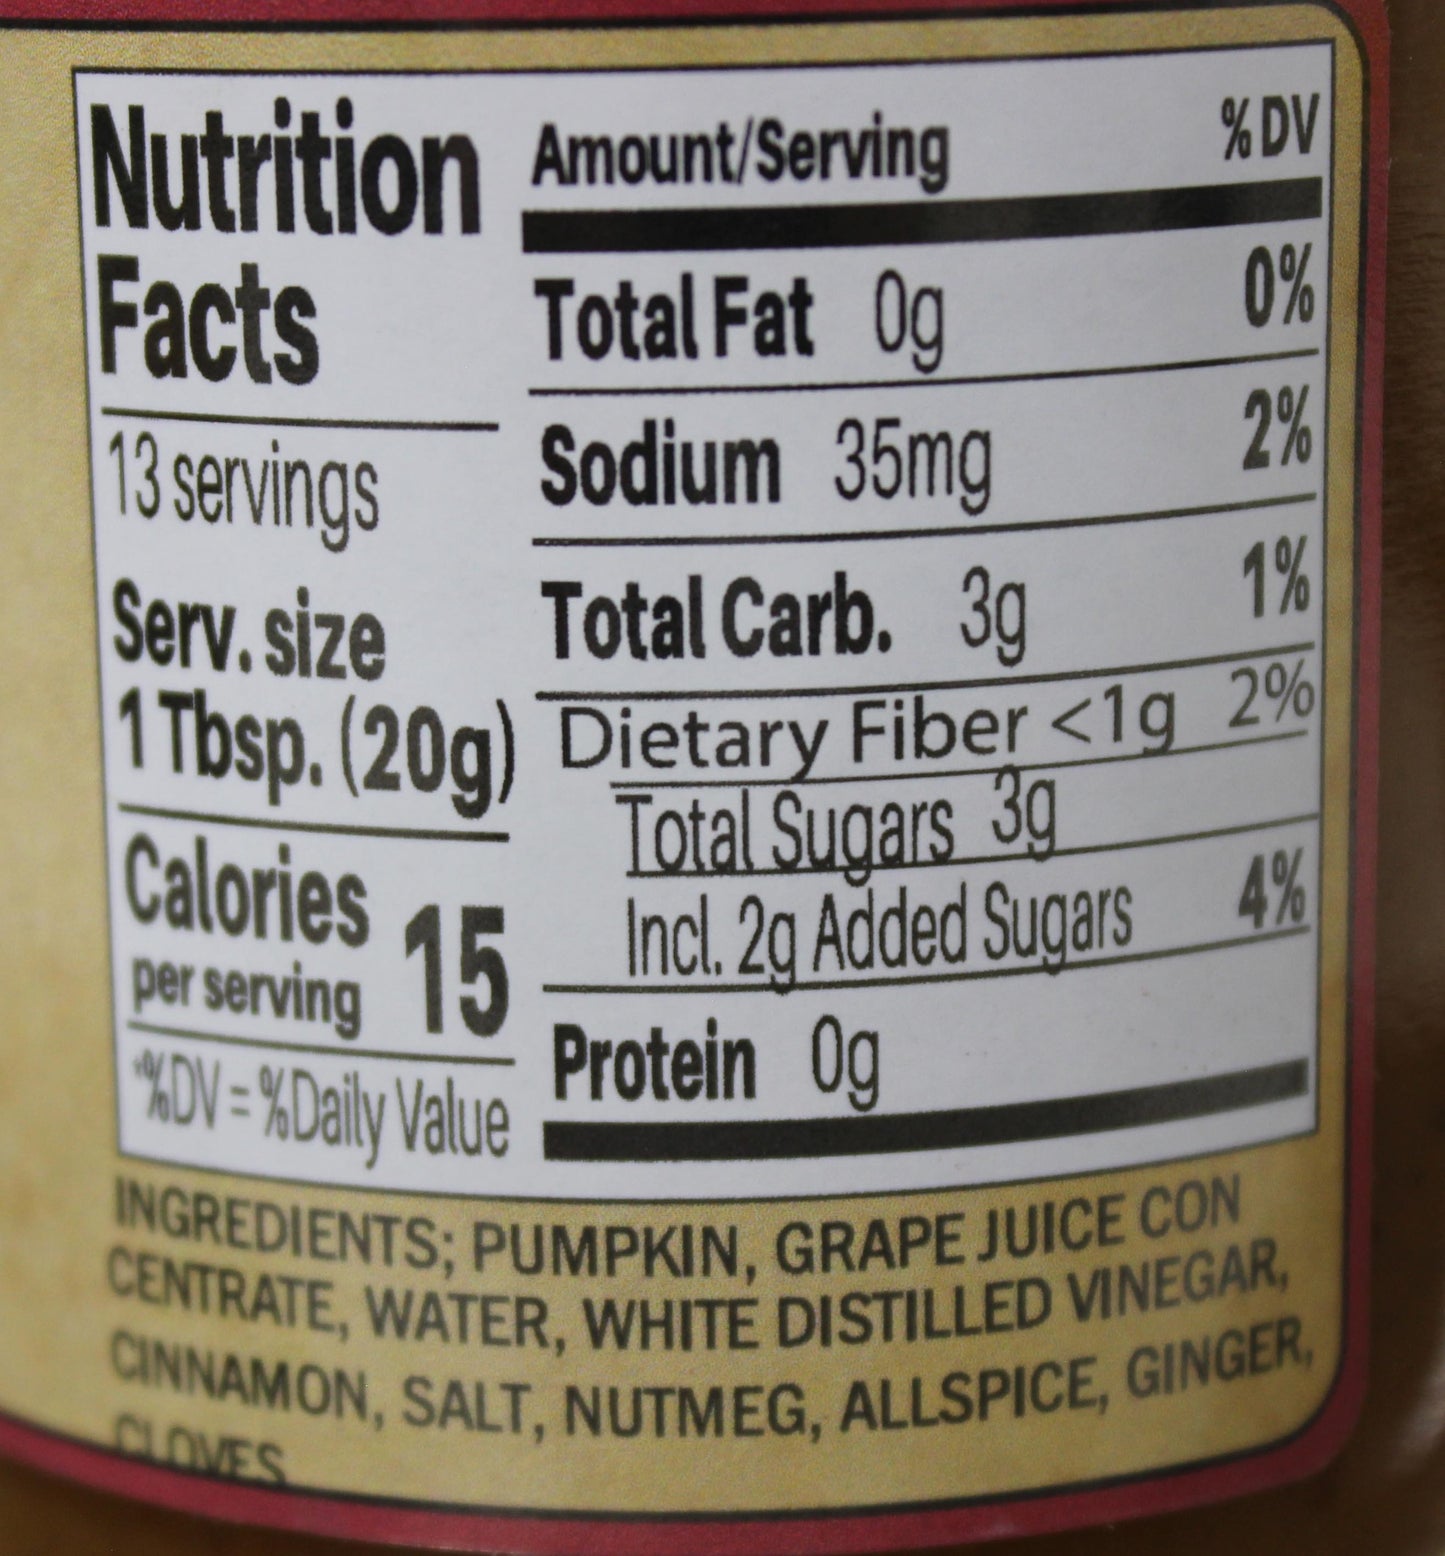 Nutrition
Facts
13 servings
Serv. size
1 Tbsp. (20g)
Calories
per serving 15
*%DV = %Daily Value
Amount/Serving %DV
Total Fat 0g 0%
Sodium 35mg 2%
Total Carb. 3g 1%
Dietary Fiber <1g 2%
Total Sugars 3g
Incl. 2g Added Sugars 4%
Protein 0g
INGREDIENTS; PUMPKIN, GRAPE JUICE CON
CENTRATE, WATER, WHITE DISTILLED VINEGAR,
CINNAMON, SALT, NUTMEG, ALLSPICE, GINGER,
CLOVES